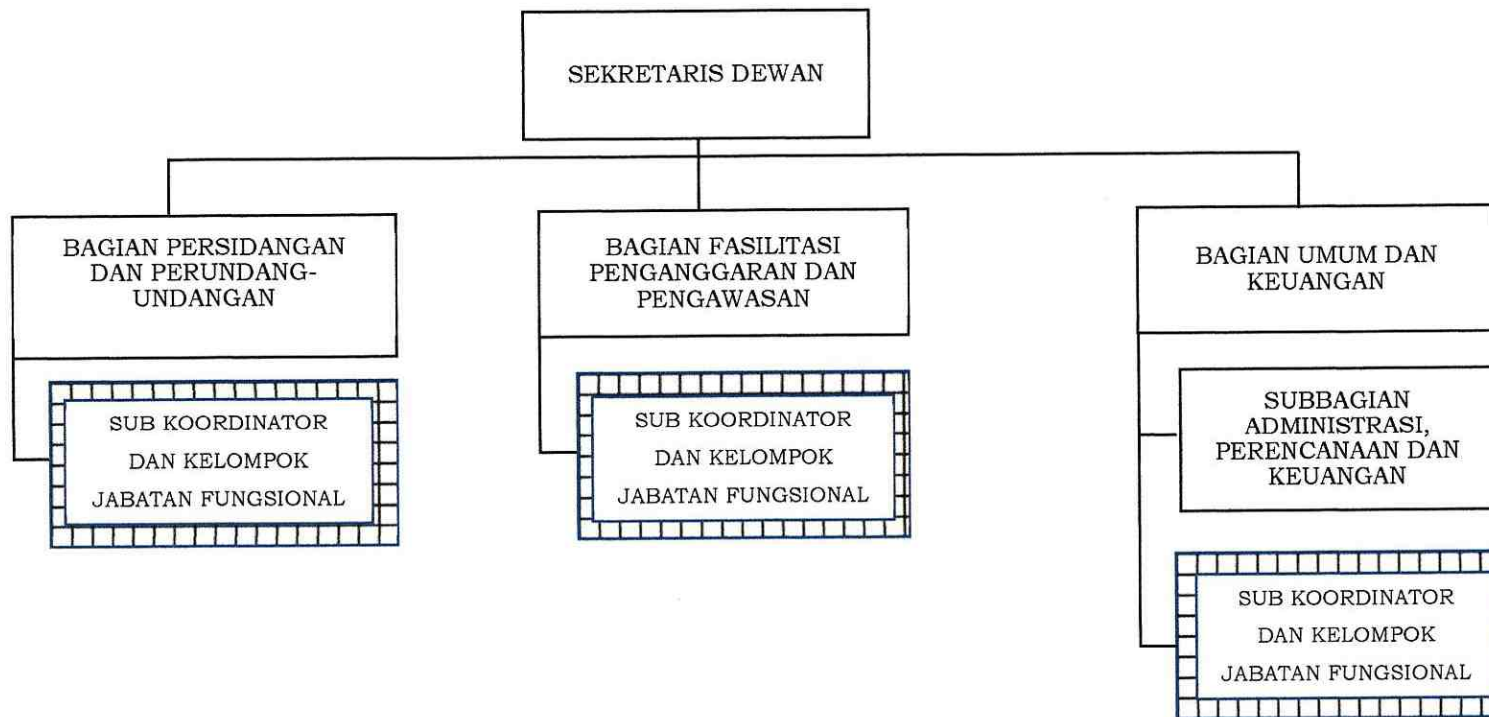 SEKRETARIS DEWAN
BAGIAN PERSIDANGAN
DAN PERUNDANG-
UNDANGAN
BAGIAN FASILITASI
PENGANGGARAN DAN
PENGAWASAN
BAGIAN UMUM DAN
KEUANGAN
SUB KOORDINATOR
DAN KELOMPOK
JABATAN FUNGSIONAL
SUB KOORDINATOR
DAN KELOMPOK
JABATAN FUNGSIONAL
SUBBAGIAN
ADMINISTRASI,
PERENCANAAN DAN
KEUANGAN
SUB KOORDINATOR
DAN KELOMPOK
JABATAN FUNGSIONAL